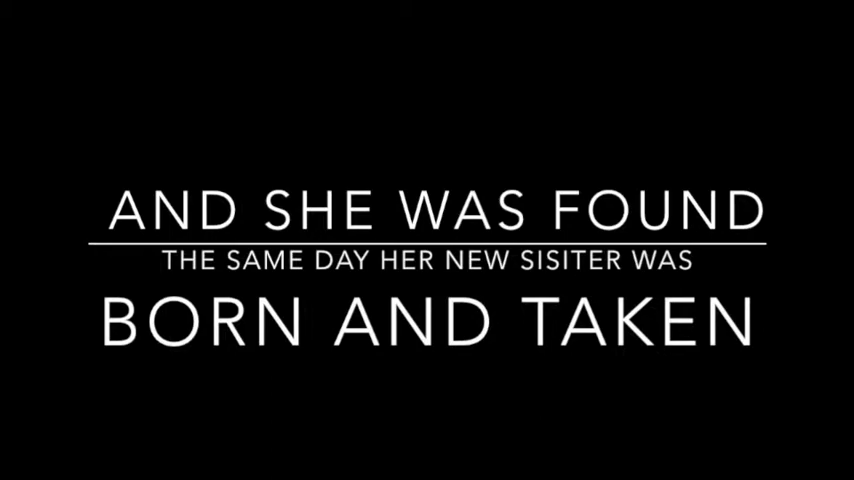 AND SHE WAS FOUND
THE SAME DAY HER NEW SISITER WAS
BORN AND TAKEN